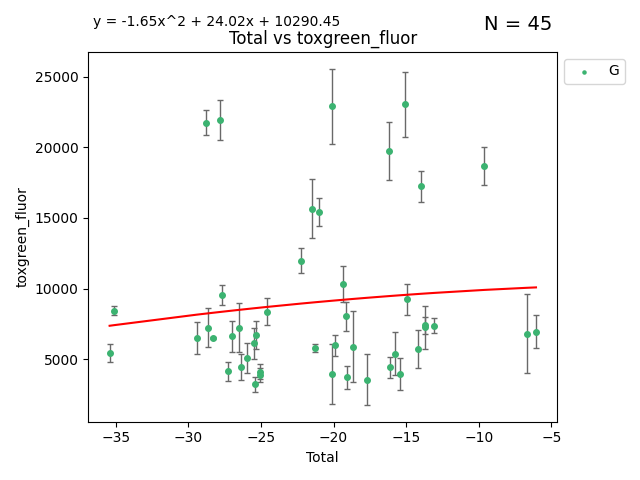 y = -1.65x^2 + 24.02x + 10290.45
N = 45
Total vs toxgreen_fluor
G
25000
20000
15000
10000
5000
toxgreen_fluor
−35
−30
−25
−20
−15
−10
−5
Total